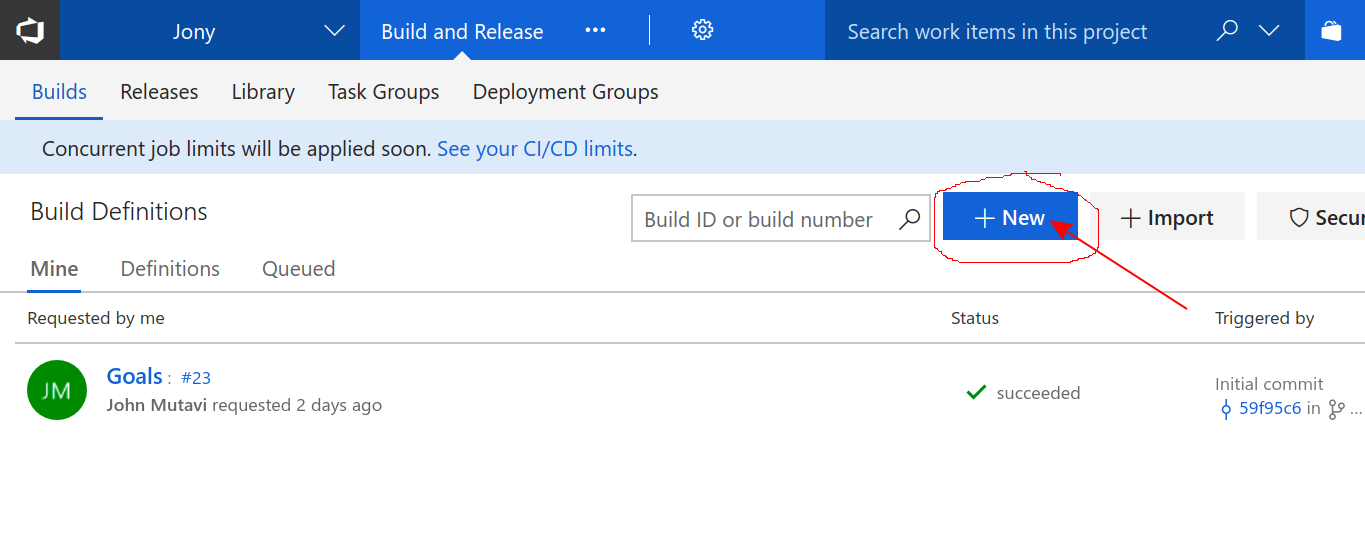 Jony Build and Release ••• Search work items in this project
Builds Releases Library Task Groups Deployment Groups
Concurrent job limits will be applied soon. See your CI/CD limits.
Build Definitions Build ID or build number + New + Import Secur
Mine Definitions Queued
Requested by me Status Triggered by
Goals : #23 succeeded Initial commit
JM John Mutavi requested 2 days ago 59f95c6 in ...